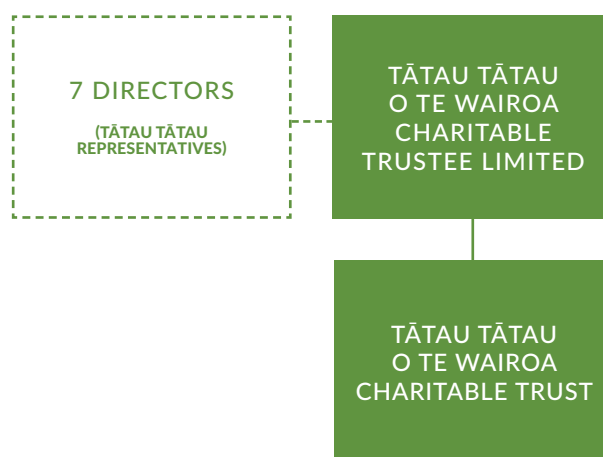 7 DIRECTORS
(TĀTAU TĀTAU
REPRESENTATIVES)
TĀTAU TĀTAU
O TE WAIROA
CHARITABLE
TRUSTEE LIMITED
TĀTAU TĀTAU
O TE WAIROA
CHARITABLE TRUST